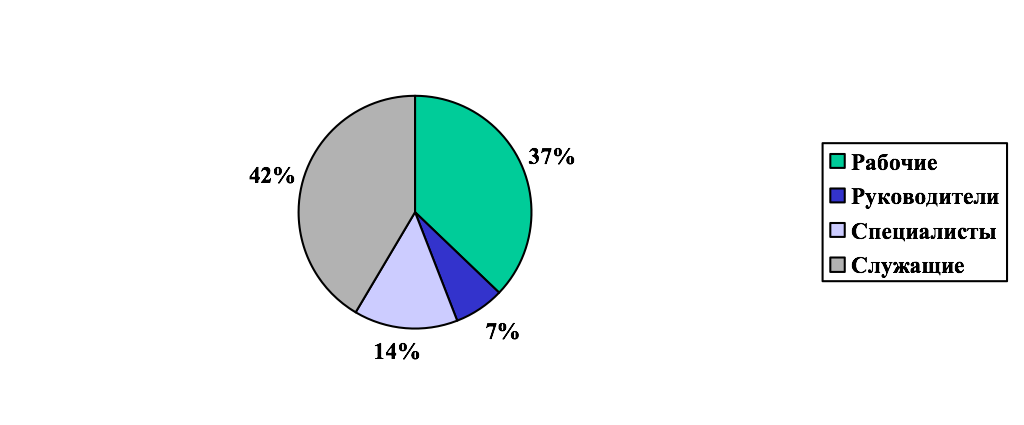 37%
42%
7%
14%
Рабочие
Руководители
Специалисты
Служащие